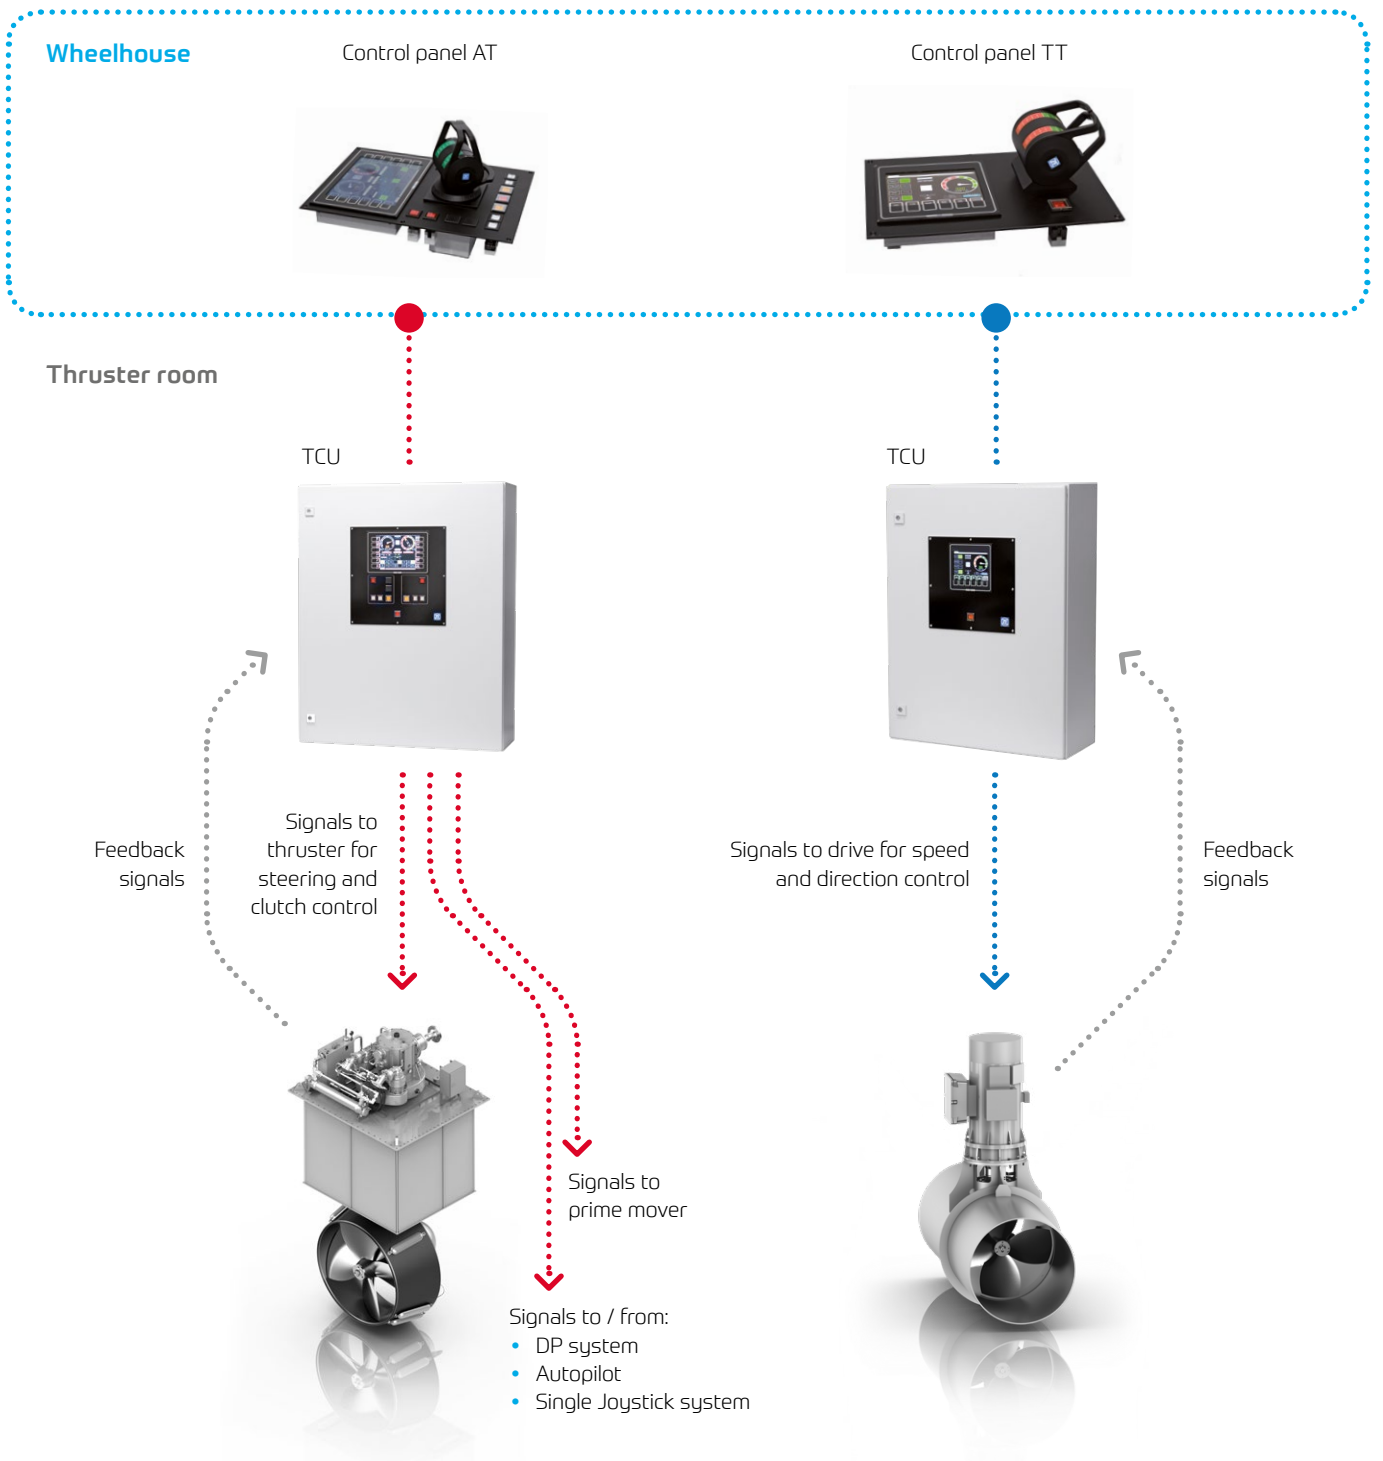 Wheelhouse
Control panel AT
Control panel TT
Thruster room
TCU
TCU
Feedback
signals
Signals to
thruster for
steering and
clutch control
Signals to drive for speed
and direction control
Feedback
signals
Signals to
prime mover
Signals to / from:
• DP system
• Autopilot
• Single Joystick system